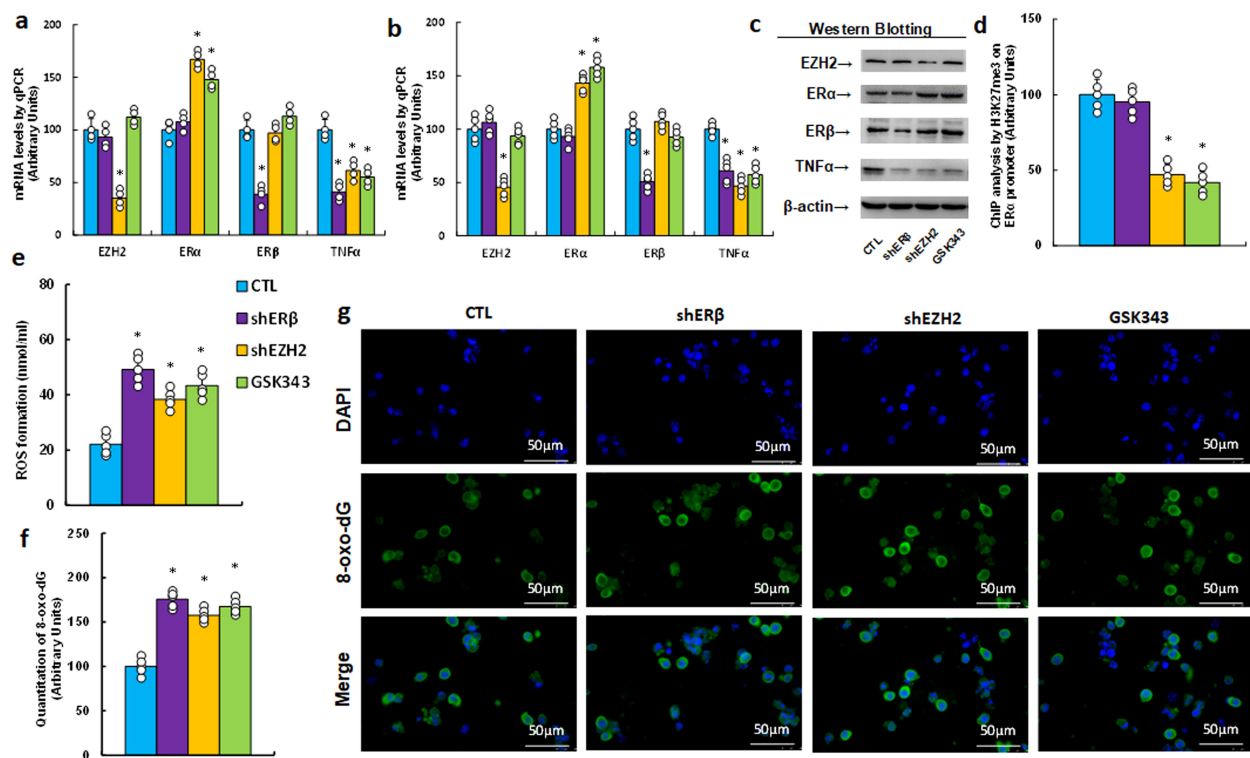 a
200
150
100
50
0
mRNA levels by qPCR
(Arbitrary Units)
*
*
*
*
*
*
*
EZH2
ERα
ERβ
TNFα
b
200
150
100
50
0
mRNA levels by qPCR
(Arbitrary Units)
*
*
*
*
*
*
*
EZH2
ERα
ERβ
TNFα
c
Western Blotting
EZH2→
ERα→
ERβ→
TNFα→
β-actin→
CTL
shERβ
shEZH2
GSK343
d
150
100
50
0
ChIP analysis by H3K27me3 on
ERα promoter (Arbitrary Units)
*
*
e
80
60
40
20
0
ROS fomation (nmol/ml)
*
*
*
CTL
shERβ
shEZH2
GSK343
f
250
200
150
100
50
0
Quantitation of 8-oxo-dG
(Arbitrary Units)
*
*
*
g
CTL
shERβ
shEZH2
GSK343
DAPI
50μm
50μm
50μm
50μm
8-oxo-dG
50μm
50μm
50μm
50μm
Merge
50μm
50μm
50μm
50μm